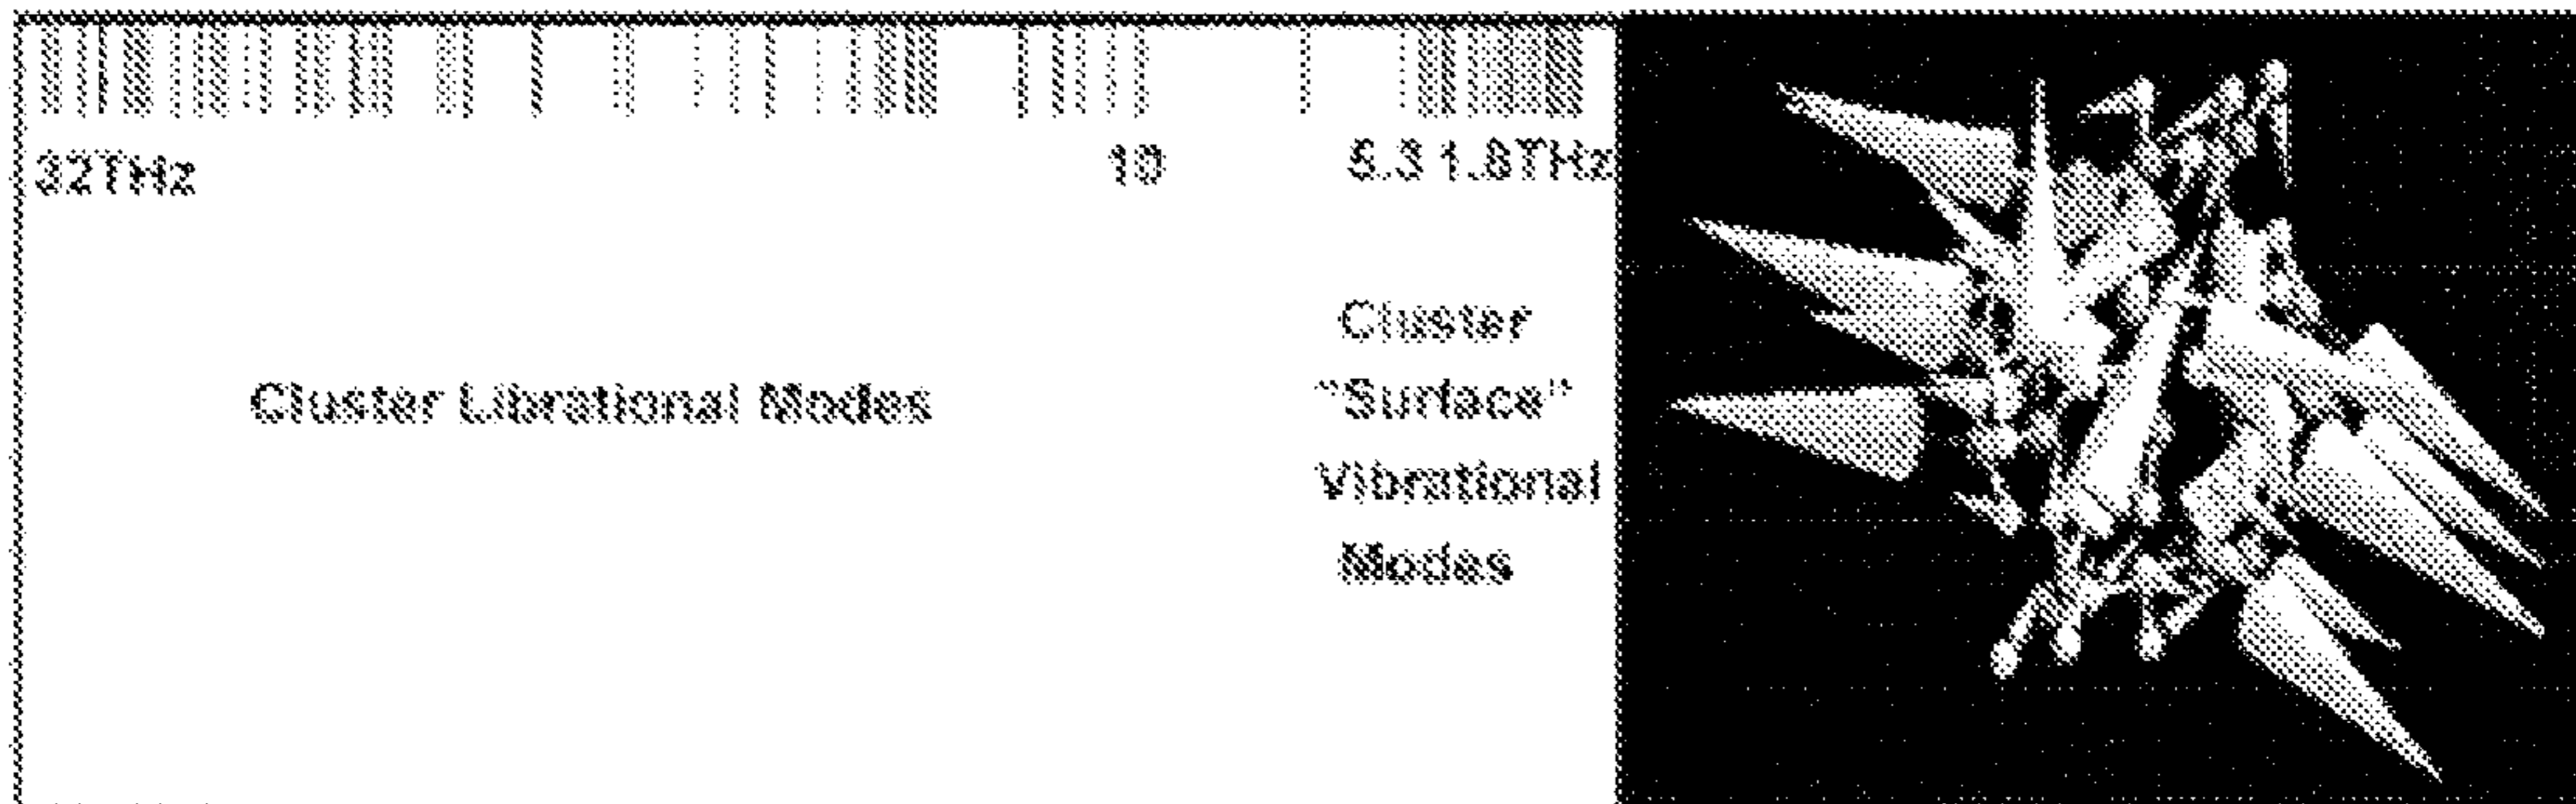 32THz 10 5.3 1.8THz
Cluster Librational Modes
Cluster
"Surface"
Vibrational
Modes